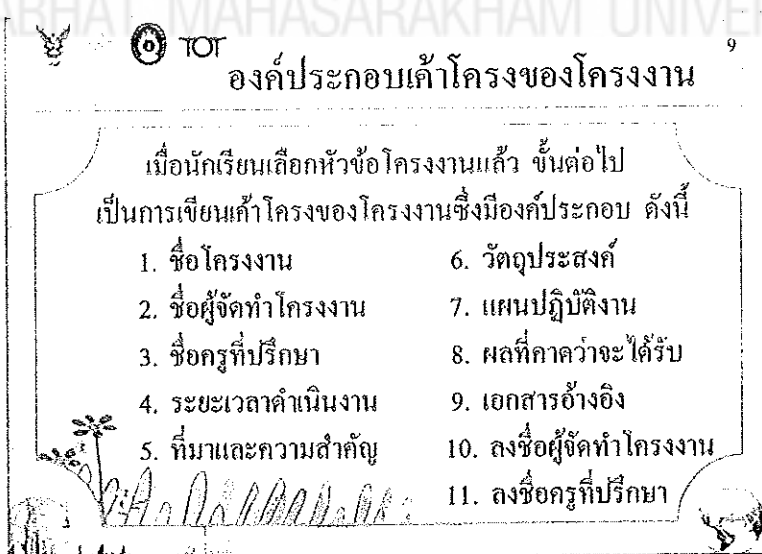 RABHAT MAHASARAKHAM UNIVER
TOT
9
องค์ประกอบเค้าโครงของโครงงาน
เมื่อนักเรียนเลือกหัวข้อโครงงานแล้ว ขั้นต่อไป
เป็นการเขียนเค้าโครงของโครงงานซึ่งมีองค์ประกอบ ดังนี้
1. ชื่อโครงงาน
2. ชื่อผู้จัดทำโครงงาน
3. ชื่อครูที่ปรึกษา
4. ระยะเวลาดำเนินงาน
5. ที่มาและความสำคัญ
6. วัตถุประสงค์
7. แผนปฏิบัติงาน
8. ผลที่คาดว่าจะได้รับ
9. เอกสารอ้างอิง
10. ลงชื่อผู้จัดทำโครงงาน
11. ลงชื่อครูที่ปรึกษา